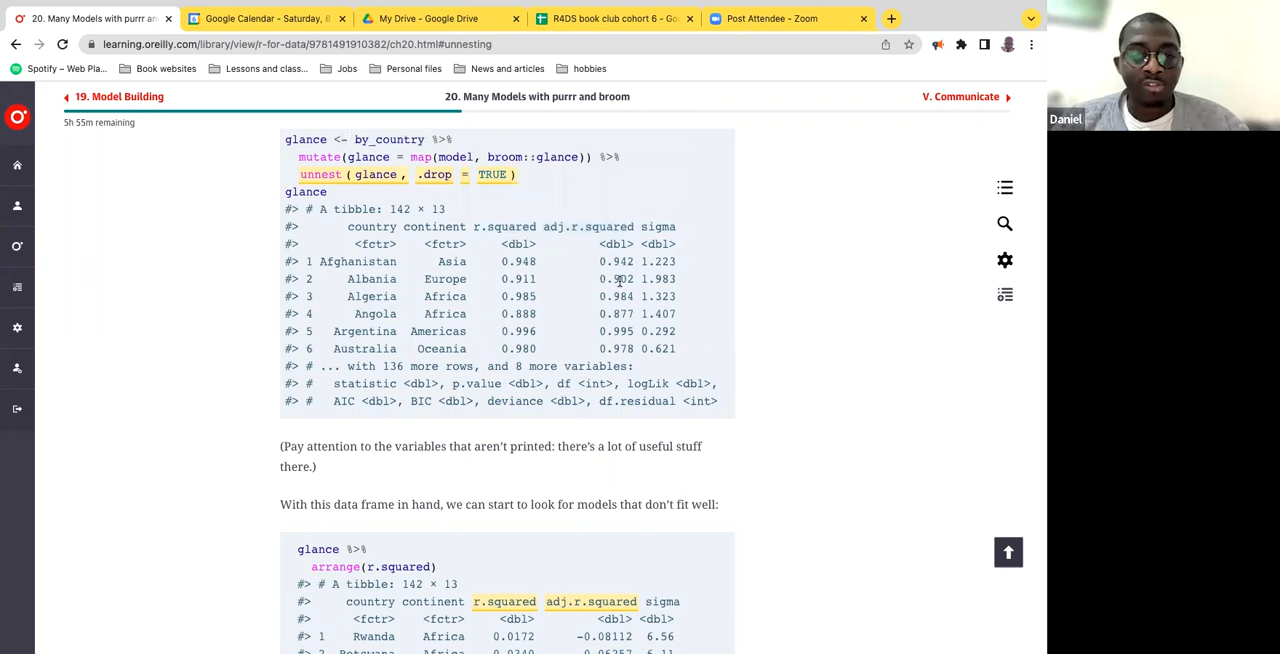 20. Many Models with purrr an
Google Calendar - Saturday, 8
My Drive - Google Drive
R4DS book club cohort 6 - Go
Post Attendee - Zoom
learning.oreilly.com/library/view/r-for-data/9781491910382/ch20.html#unnesting
Spotify – Web Pla...
Book websites
Lessons and class...
Jobs
Personal files
News and articles
hobbies
19. Model Building
20. Many Models with purrr and broom
V. Communicate
5h 55m remaining
glance <- by_country %>%
mutate(glance = map(model, broom::glance)) %>%
unnest(glance, .drop = TRUE)
glance
#> # A tibble: 142 × 13
#> country continent r.squared adj.r.squared sigma
#> <fctr> <fctr> <dbl> <dbl> <dbl>
#> 1 Afghanistan Asia 0.948 0.942 1.223
#> 2 Albania Europe 0.911 0.902 1.983
#> 3 Algeria Africa 0.985 0.984 1.323
#> 4 Angola Africa 0.888 0.877 1.407
#> 5 Argentina Americas 0.996 0.995 0.292
#> 6 Australia Oceania 0.980 0.978 0.621
#> # ... with 136 more rows, and 8 more variables:
#> # statistic <dbl>, p.value <dbl>, df <int>, logLik <dbl>,
#> # AIC <dbl>, BIC <dbl>, deviance <dbl>, df.residual <int>
(Pay attention to the variables that aren’t printed: there’s a lot of useful stuff
there.)
With this data frame in hand, we can start to look for models that don’t fit well:
glance %>%
arrange(r.squared)
#> # A tibble: 142 × 13
#> country continent r.squared adj.r.squared sigma
#> <fctr> <fctr> <dbl> <dbl> <dbl>
#> 1 Rwanda Africa 0.0172 -0.08112 6.56
Daniel